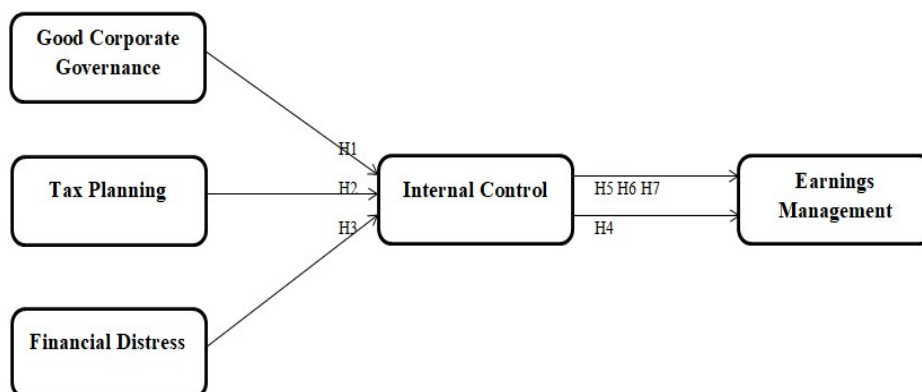 Good Corporate
Governance
H1
Tax Planning
H2
Internal Control
H5 H6 H7
Earnings
Management
H3
H4
Financial Distress